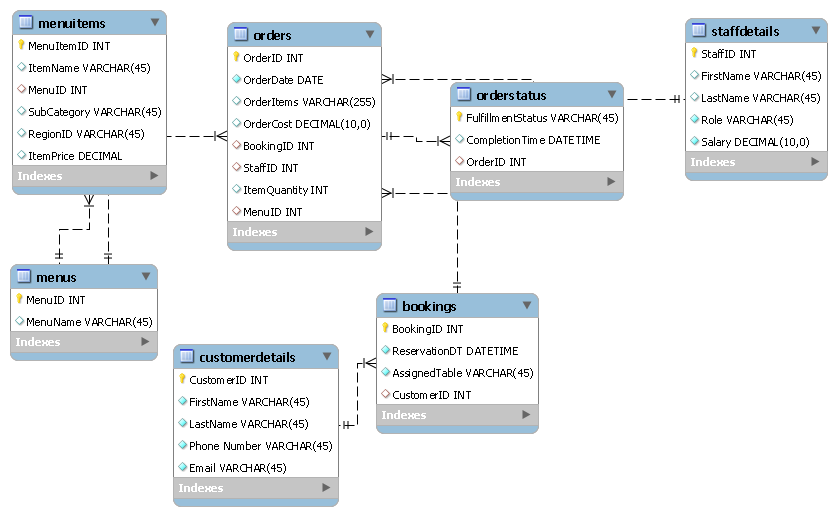 menuitems
MenuItemID INT
ItemName VARCHAR(45)
MenuID INT
SubCategory VARCHAR(45)
RegionID VARCHAR(45)
ItemPrice DECIMAL
Indexes
orders
OrderID INT
OrderDate DATE
OrderItems VARCHAR(255)
OrderCost DECIMAL(10,0)
BookingID INT
StaffID INT
ItemQuantity INT
MenuID INT
Indexes
orderstatus
FulfillmentStatus VARCHAR(45)
CompletionTime DATETIME
OrderID INT
Indexes
staffdetails
StaffID INT
FirstName VARCHAR(45)
LastName VARCHAR(45)
Role VARCHAR(45)
Salary DECIMAL(10,0)
Indexes
menus
MenuID INT
MenuName VARCHAR(45)
Indexes
customerdetails
CustomerID INT
FirstName VARCHAR(45)
LastName VARCHAR(45)
Phone Number VARCHAR(45)
Email VARCHAR(45)
Indexes
bookings
BookingID INT
ReservationDT DATETIME
AssignedTable VARCHAR(45)
CustomerID INT
Indexes